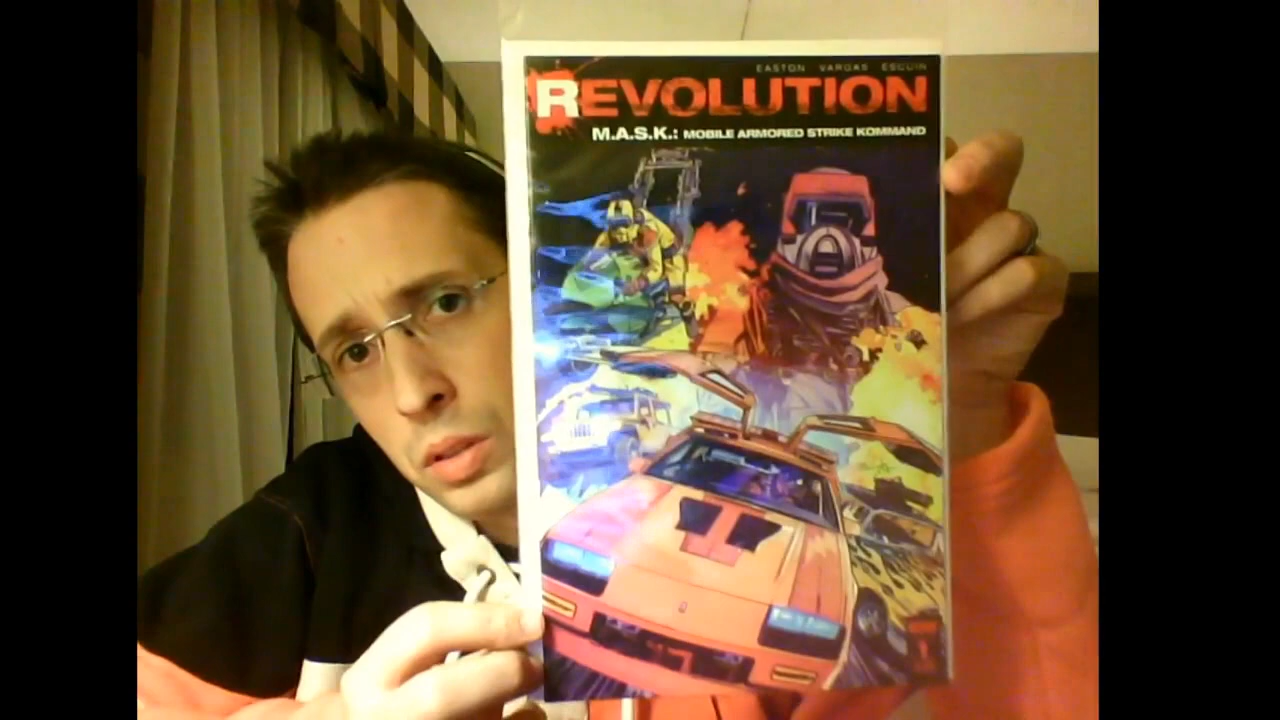 EASTON VARGAS ESCUIN
REVOLUTION
M.A.S.K.: MOBILE ARMORED STRIKE KOMMAND